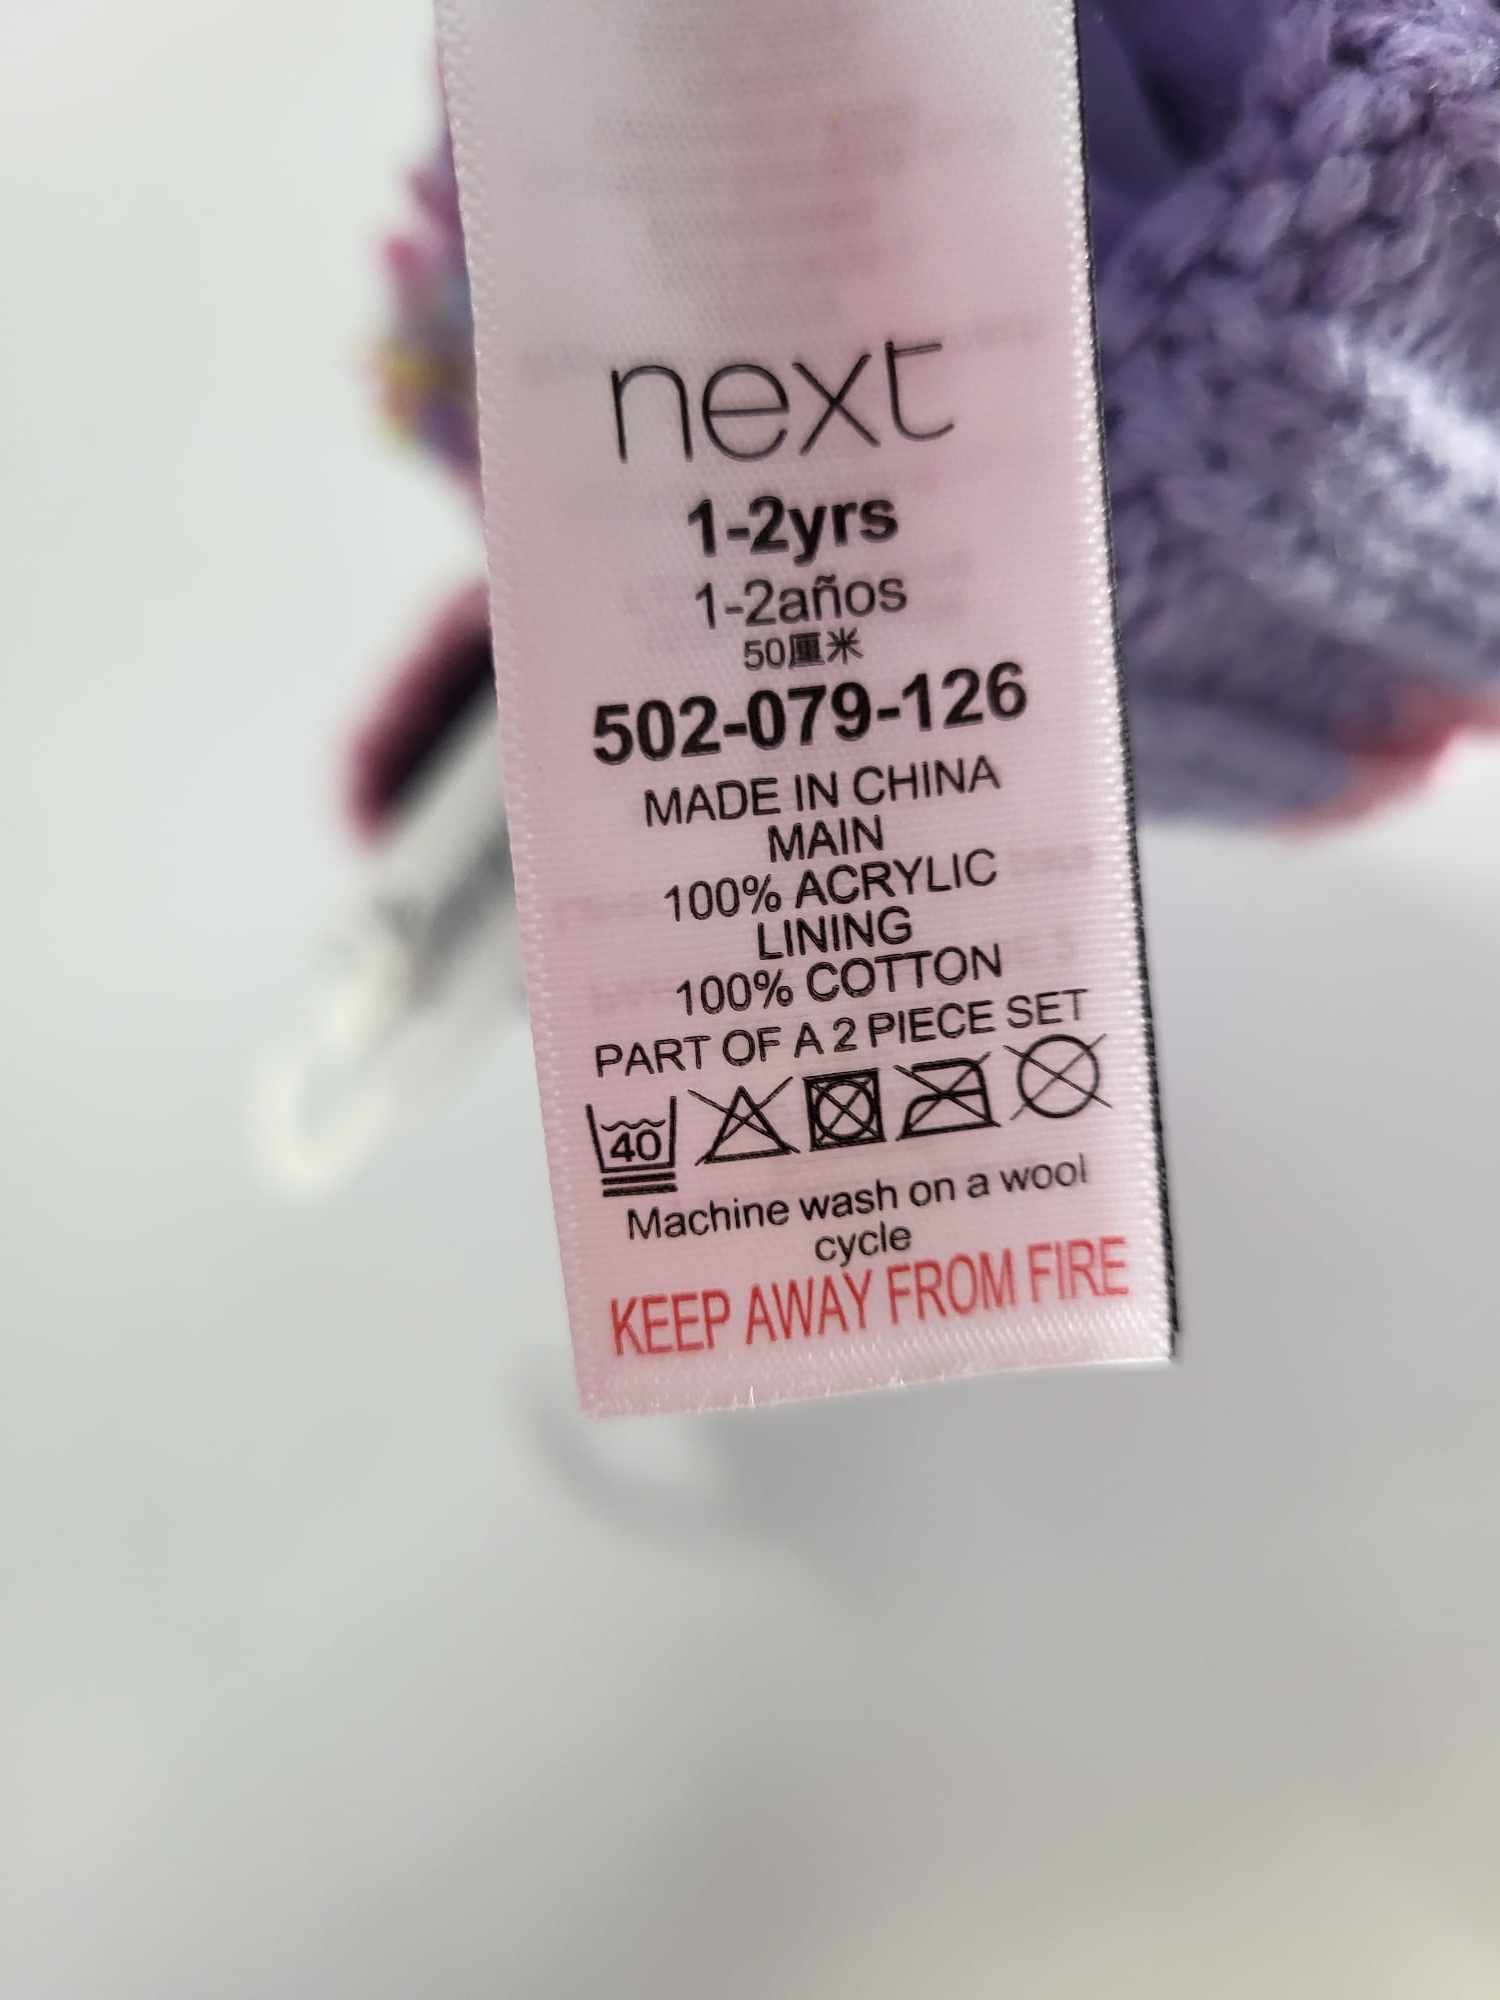 next
1-2yrs
1-2años
50厘米
502-079-126
MADE IN CHINA
MAIN
100% ACRYLIC
LINING
100% COTTON
PART OF A 2 PIECE SET
40
Machine wash on a wool
cycle
KEEP AWAY FROM FIRE